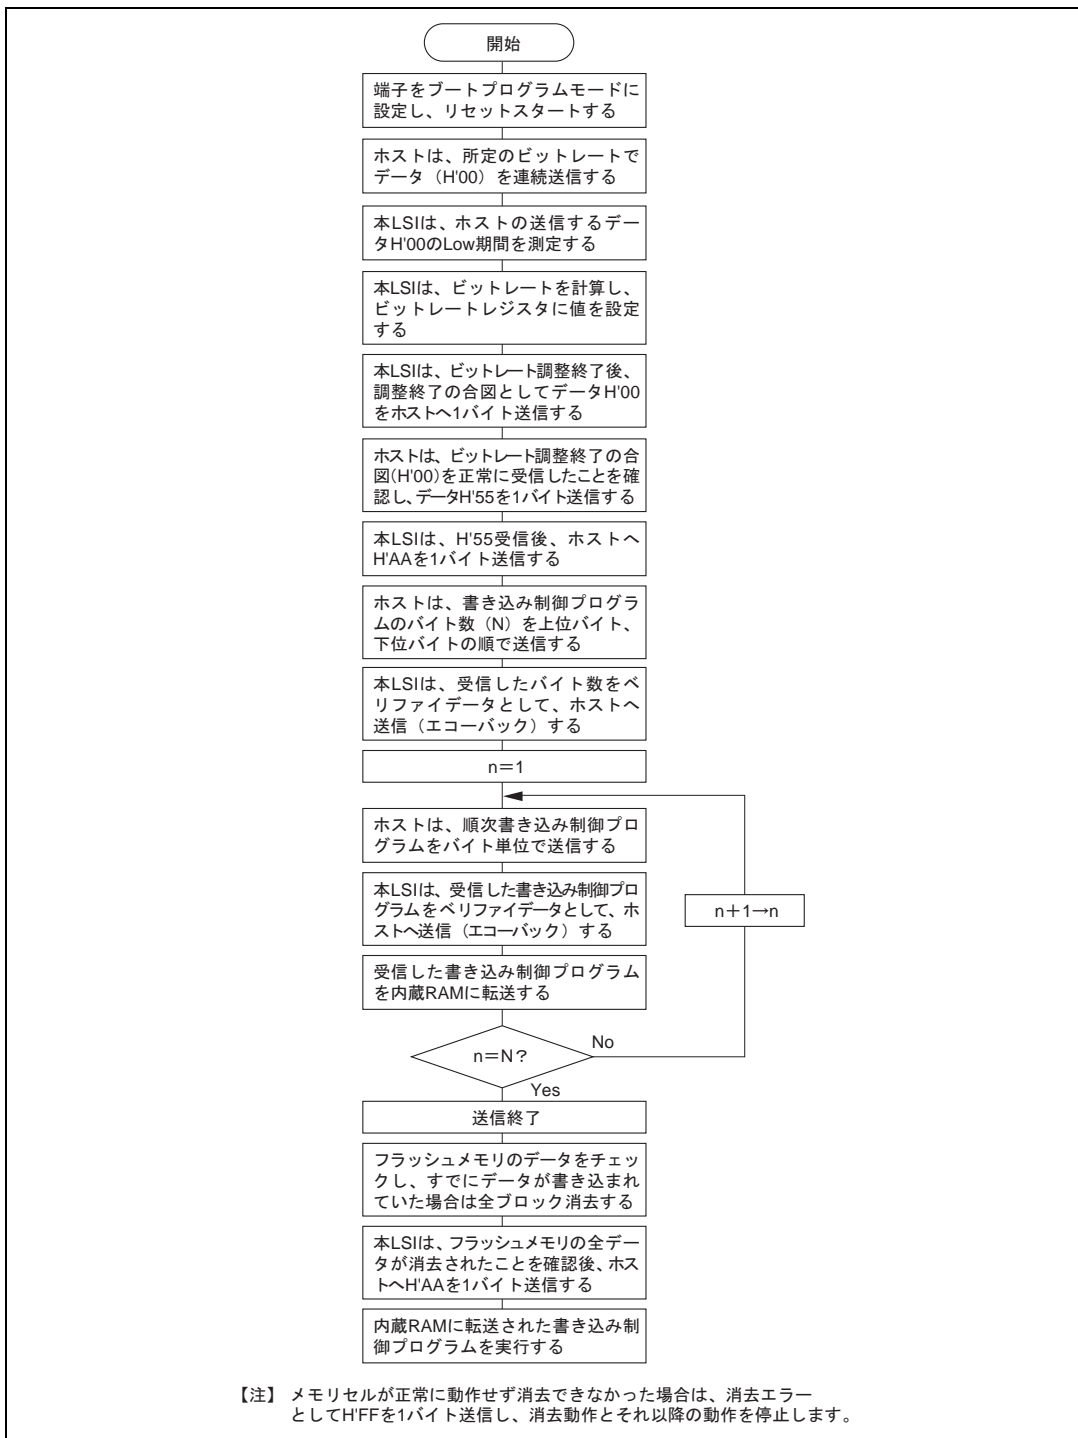 開始
端子をブートプログラムモードに
設定し、リセットスタートする
ホストは、所定のビットレートで
データ（H'00）を連続送信する
本LSIは、ホストの送信するデー
タH'00のLow期間を測定する
本LSIは、ビットレートを計算し、
ビットレートレジスタに値を設定
する
本LSIは、ビットレート調整終了後、
調整終了の合図としてデータH'00
をホストへ1バイト送信する
ホストは、ビットレート調整終了の合
図(H'00)を正常に受信したことを確
認し、データH'55を1バイト送信する
本LSIは、H'55受信後、ホストへ
H'AAを1バイト送信する
ホストは、書き込み制御プログラ
ムのバイト数（N）を上位バイト、
下位バイトの順で送信する
本LSIは、受信したバイト数をベ
リファイデータとして、ホストへ
送信（エコーバック）する
n＝1
ホストは、順次書き込み制御プロ
グラムをバイト単位で送信する
本LSIは、受信した書き込み制御プロ
グラムをベリファイデータとして、ホ
ストへ送信（エコーバック）する
n＋1→n
受信した書き込み制御プログラム
を内蔵RAMに転送する
n＝N？
No
Yes
送信終了
フラッシュメモリのデータをチェッ
クし、すでにデータが書き込まれ
ていた場合は全ブロック消去する
本LSIは、フラッシュメモリの全デー
タが消去されたことを確認後、ホス
トへH'AAを1バイト送信する
内蔵RAMに転送された書き込み制
御プログラムを実行する
【注】 メモリセルが正常に動作せず消去できなかった場合は、消去エラー
としてH'FFを1バイト送信し、消去動作とそれ以降の動作を停止します。